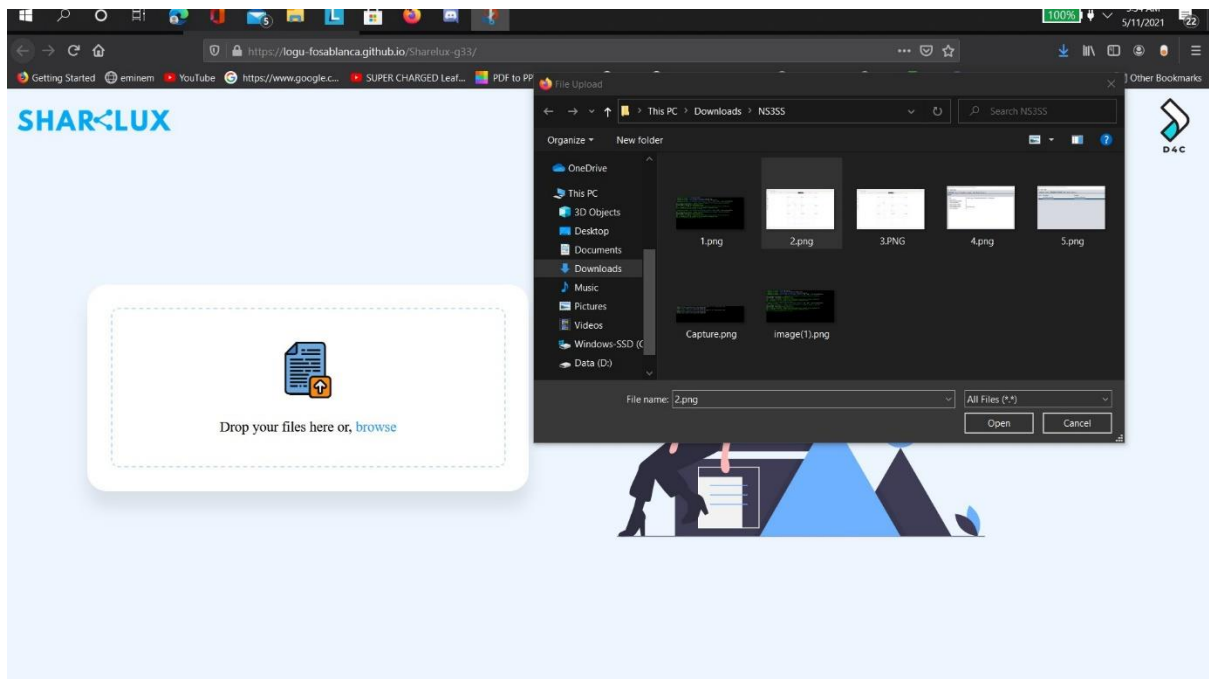 5
100%
5/11/2021
22
https://logu-fosablanca.github.io/Sharelux-g33/
Getting Started
eminem
YouTube
https://www.google.c...
SUPER CHARGED Leaf...
PDF to PP
Other Bookmarks
SHARLUX
D4C
File Upload
This PC > Downloads > NS3SS
Search NS3SS
Organize
New folder
OneDrive
This PC
3D Objects
Desktop
Documents
Downloads
Music
Pictures
Videos
Windows-SSD (C
Data (D:)
1.png
2.png
3.PNG
4.png
5.png
Capture.png
image(1).png
File name:
2.png
All Files (*.*)
Open
Cancel
Drop your files here or, browse